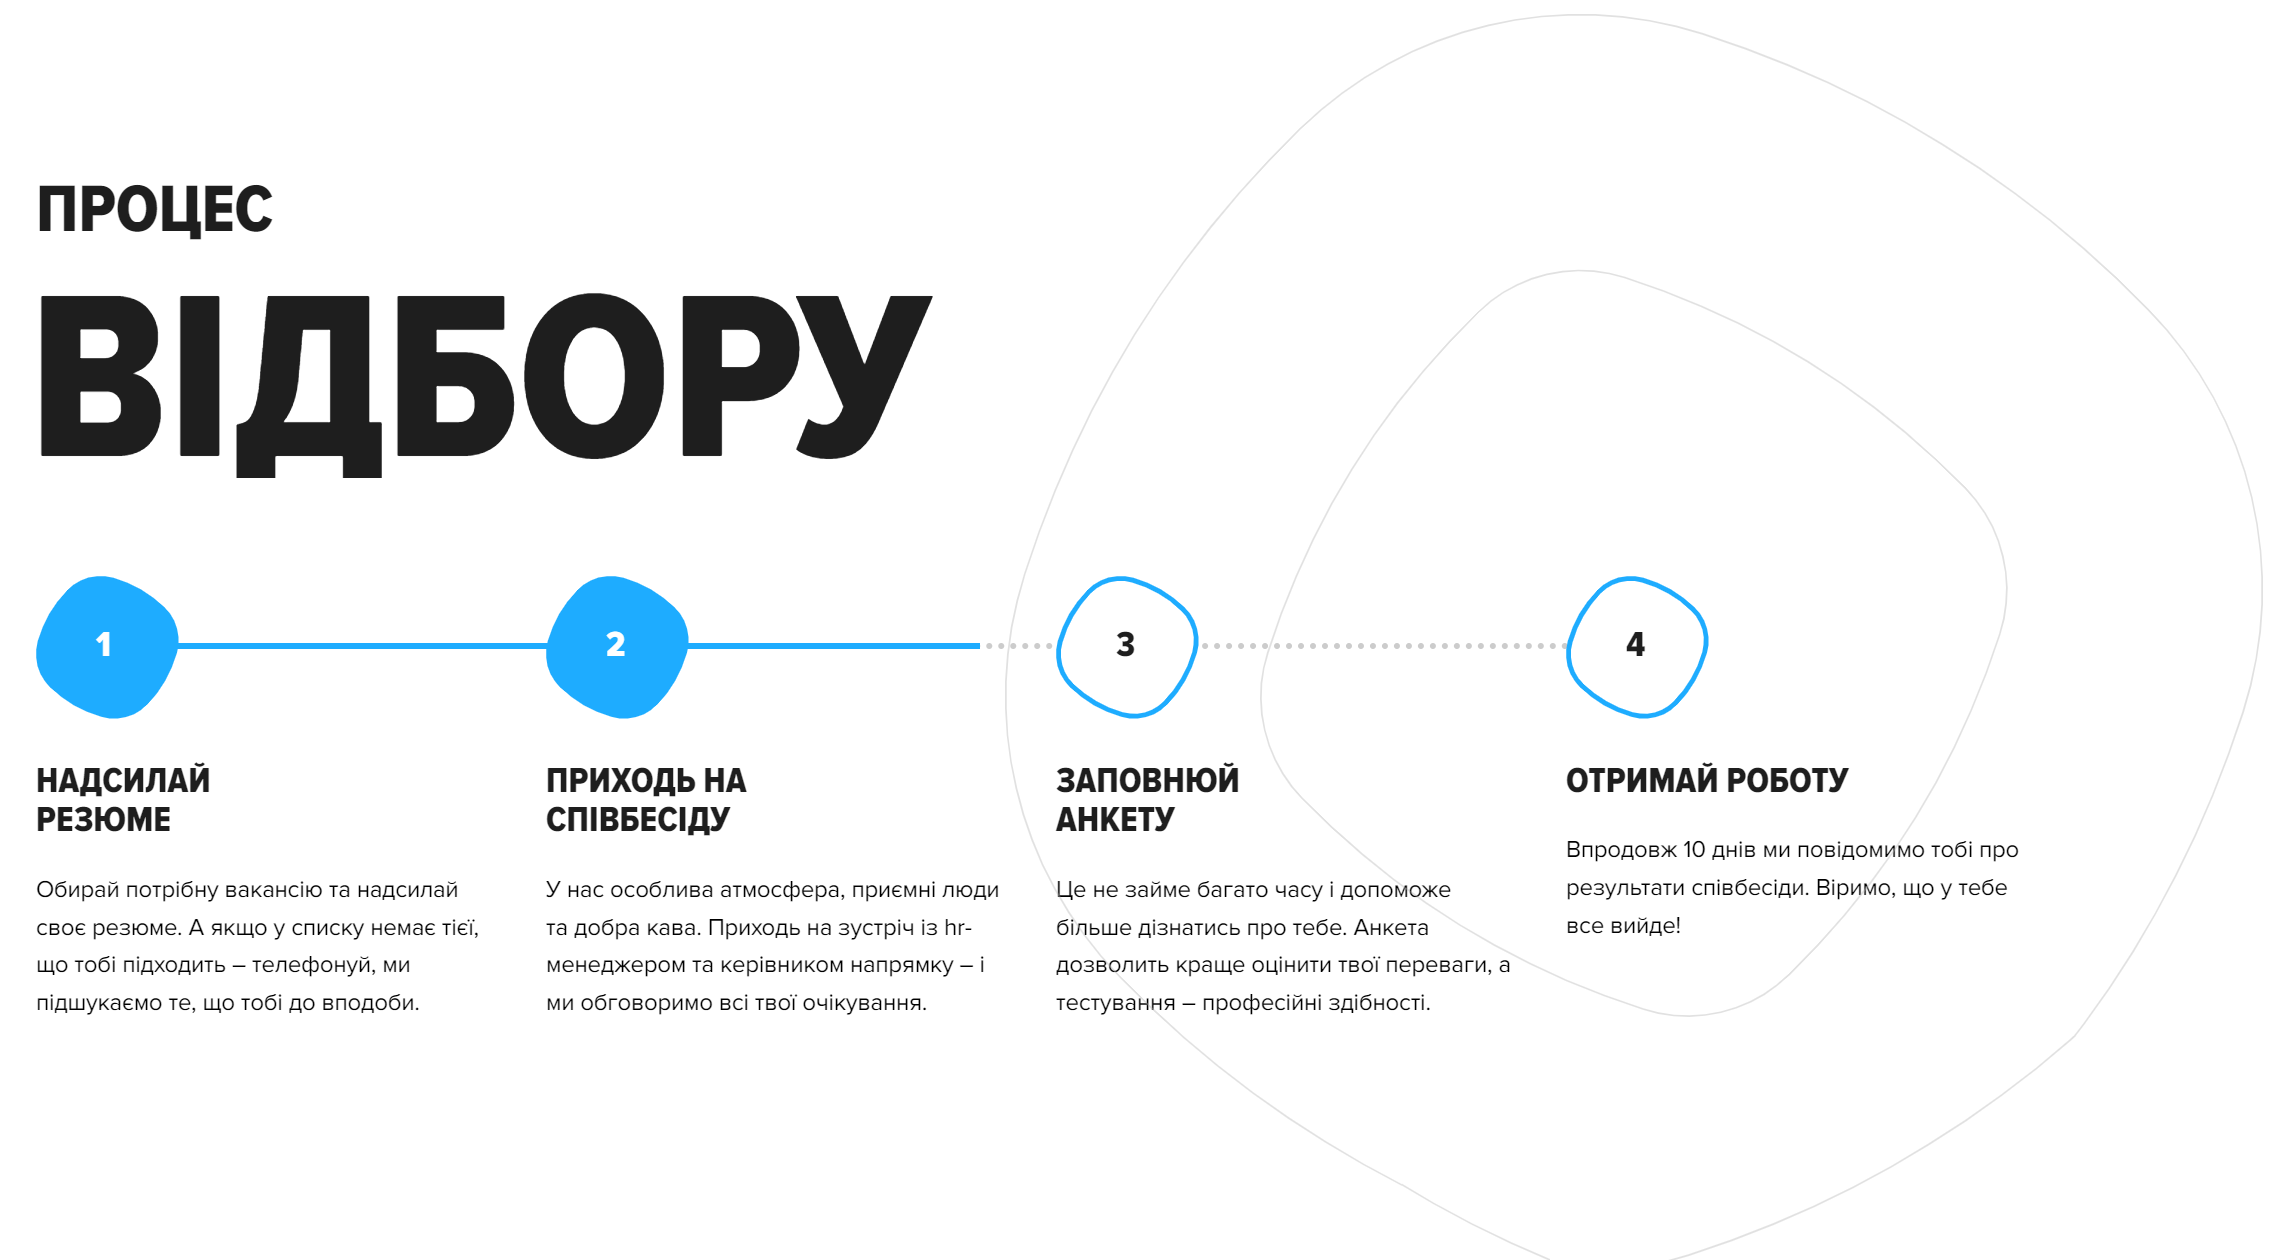 ПРОЦЕС
ВІДБОРУ
1
2
3
4
НАДСИЛАЙ
РЕЗЮМЕ
Обирай потрібну вакансію та надсилай
своє резюме. А якщо у списку немає тієї,
що тобі підходить – телефонуй, ми
підшукаємо те, що тобі до вподоби.
ПРИХОДЬ НА
СПІВБЕСІДУ
У нас особлива атмосфера, приємні люди
та добра кава. Приходь на зустріч із hr-
менеджером та керівником напрямку – і
ми обговоримо всі твої очікування.
ЗАПОВНЮЙ
АНКЕТУ
Це не займе багато часу і допоможе
більше дізнатись про тебе. Анкета
дозволить краще оцінити твої переваги, а
тестування – професійні здібності.
ОТРИМАЙ РОБОТУ
Впродовж 10 днів ми повідомимо тобі про
результати співбесіди. Віримо, що у тебе
все вийде!